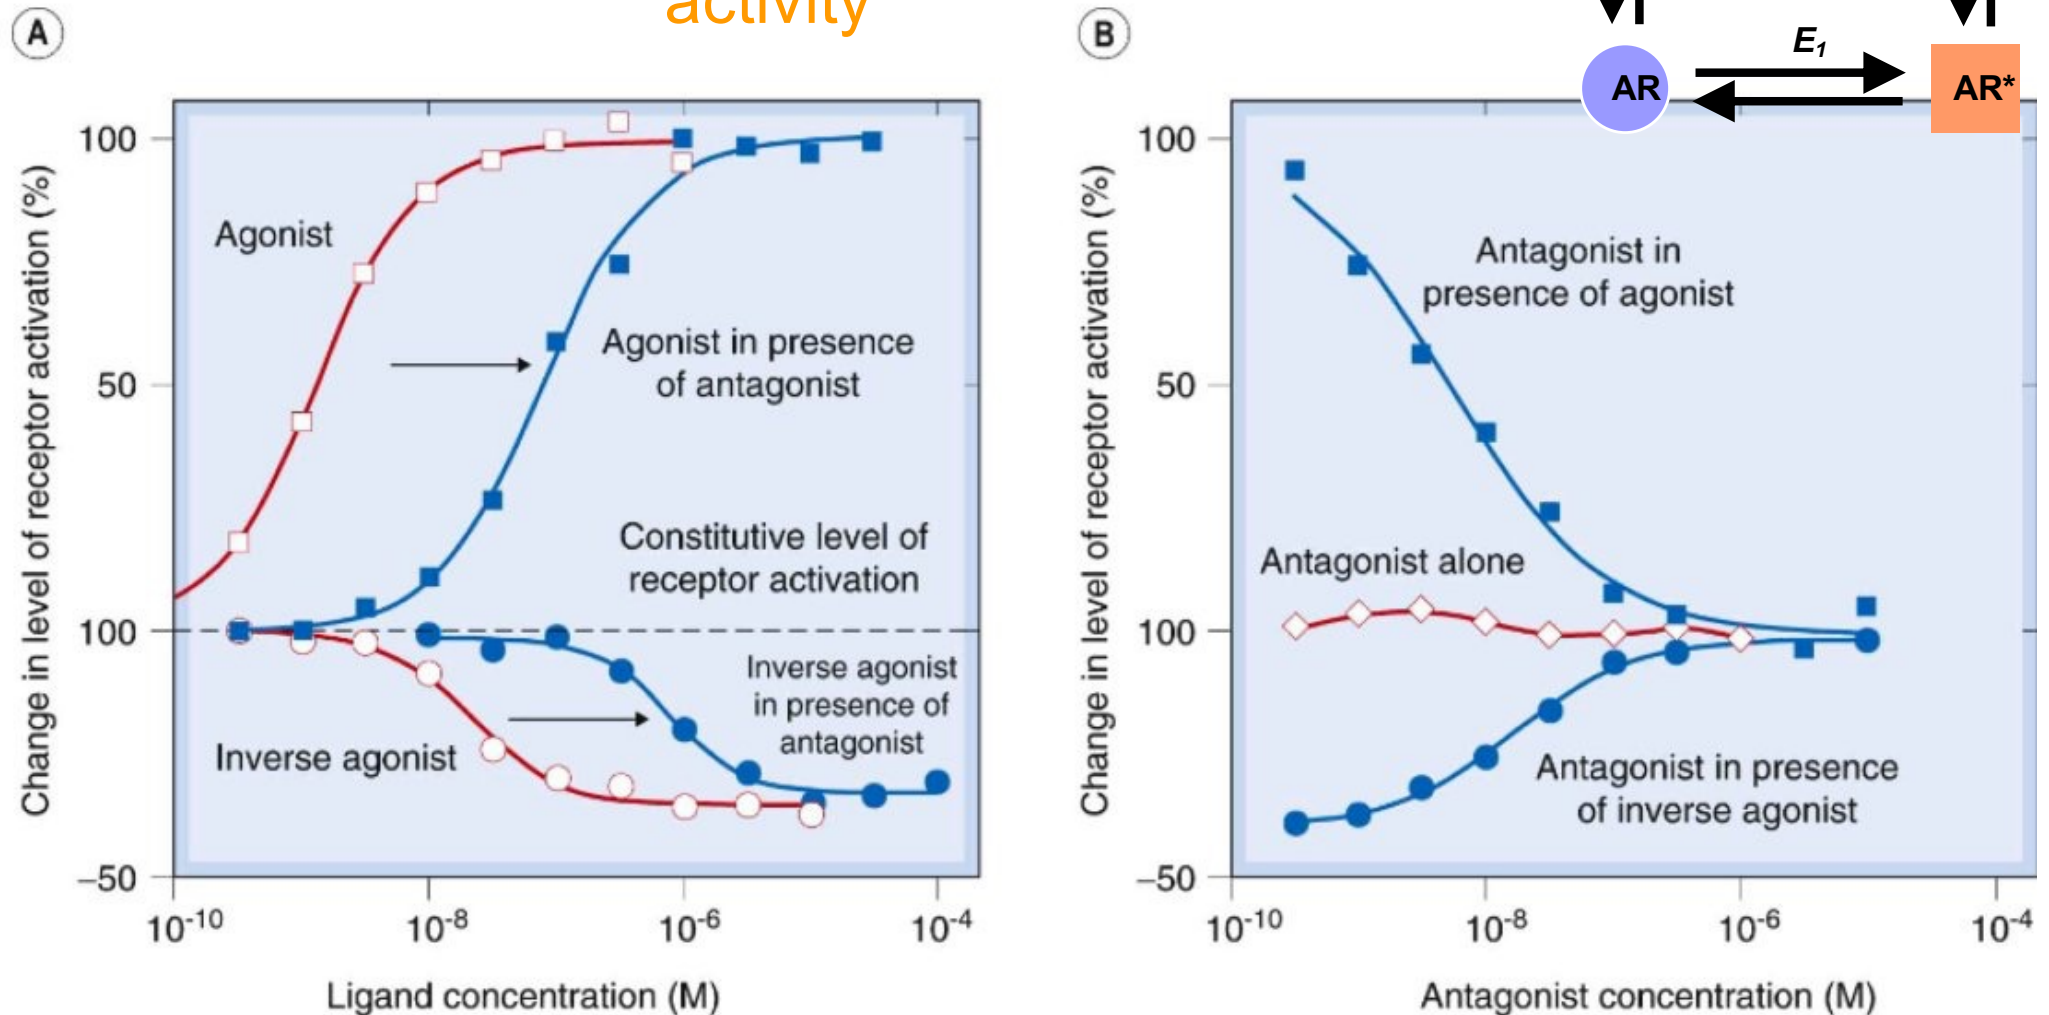 activity
A
Change in level of receptor activation (%)
100
50
100
–50
Agonist
Agonist in presence
of antagonist
Constitutive level of
receptor activation
Inverse agonist
in presence of
antagonist
Inverse agonist
10-10
10-8
10-6
10-4
Ligand concentration (M)
B
E1
AR
AR*
Change in level of receptor activation (%)
100
50
100
–50
Antagonist in
presence of agonist
Antagonist alone
Antagonist in presence
of inverse agonist
10-10
10-8
10-6
10-4
Antagonist concentration (M)